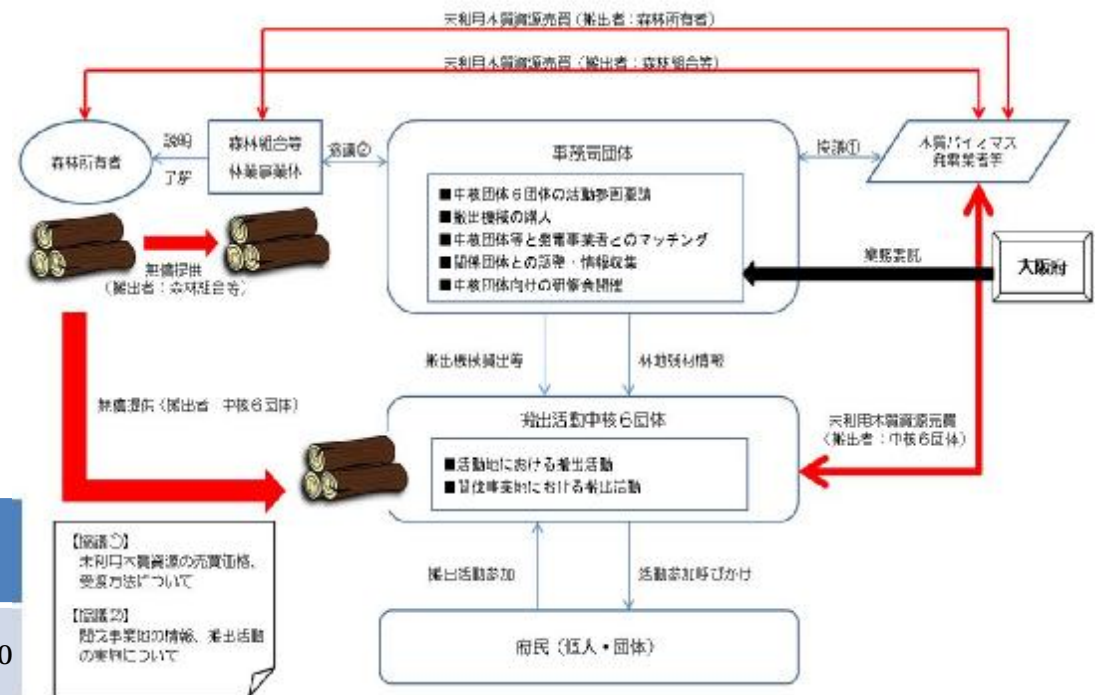 未利用木質資源売買（搬出者：森林所有者）
未利用木質資源売買（搬出者：森林組合等）
森林所有者
説明
了解
森林組合等
林業事業体
協議②
事務局団体
■中核団体６団体の活動参画要請
■搬出機械の購入
■中核団体等と発電事業者とのマッチング
■関係団体との調整・情報収集
■中核団体向けの研修会開催
協議①
木質バイオマス
発電業者等
業務委託
大阪府
無償提供
（搬出者：森林組合等）
搬出機械貸出等
林地残材情報
無償提供（搬出者　中核６団体）
搬出活動中核６団体
■活動地における搬出活動
■間伐事業地における搬出活動
未利用木質資源売買
（搬出者：中核６団体）
【協議①】
未利用木質資源の売買価格、
受渡方法について
【協議②】
間伐事業地の情報、搬出活動
の実施について
搬出活動参加
活動参加呼びかけ
府民（個人・団体）
0